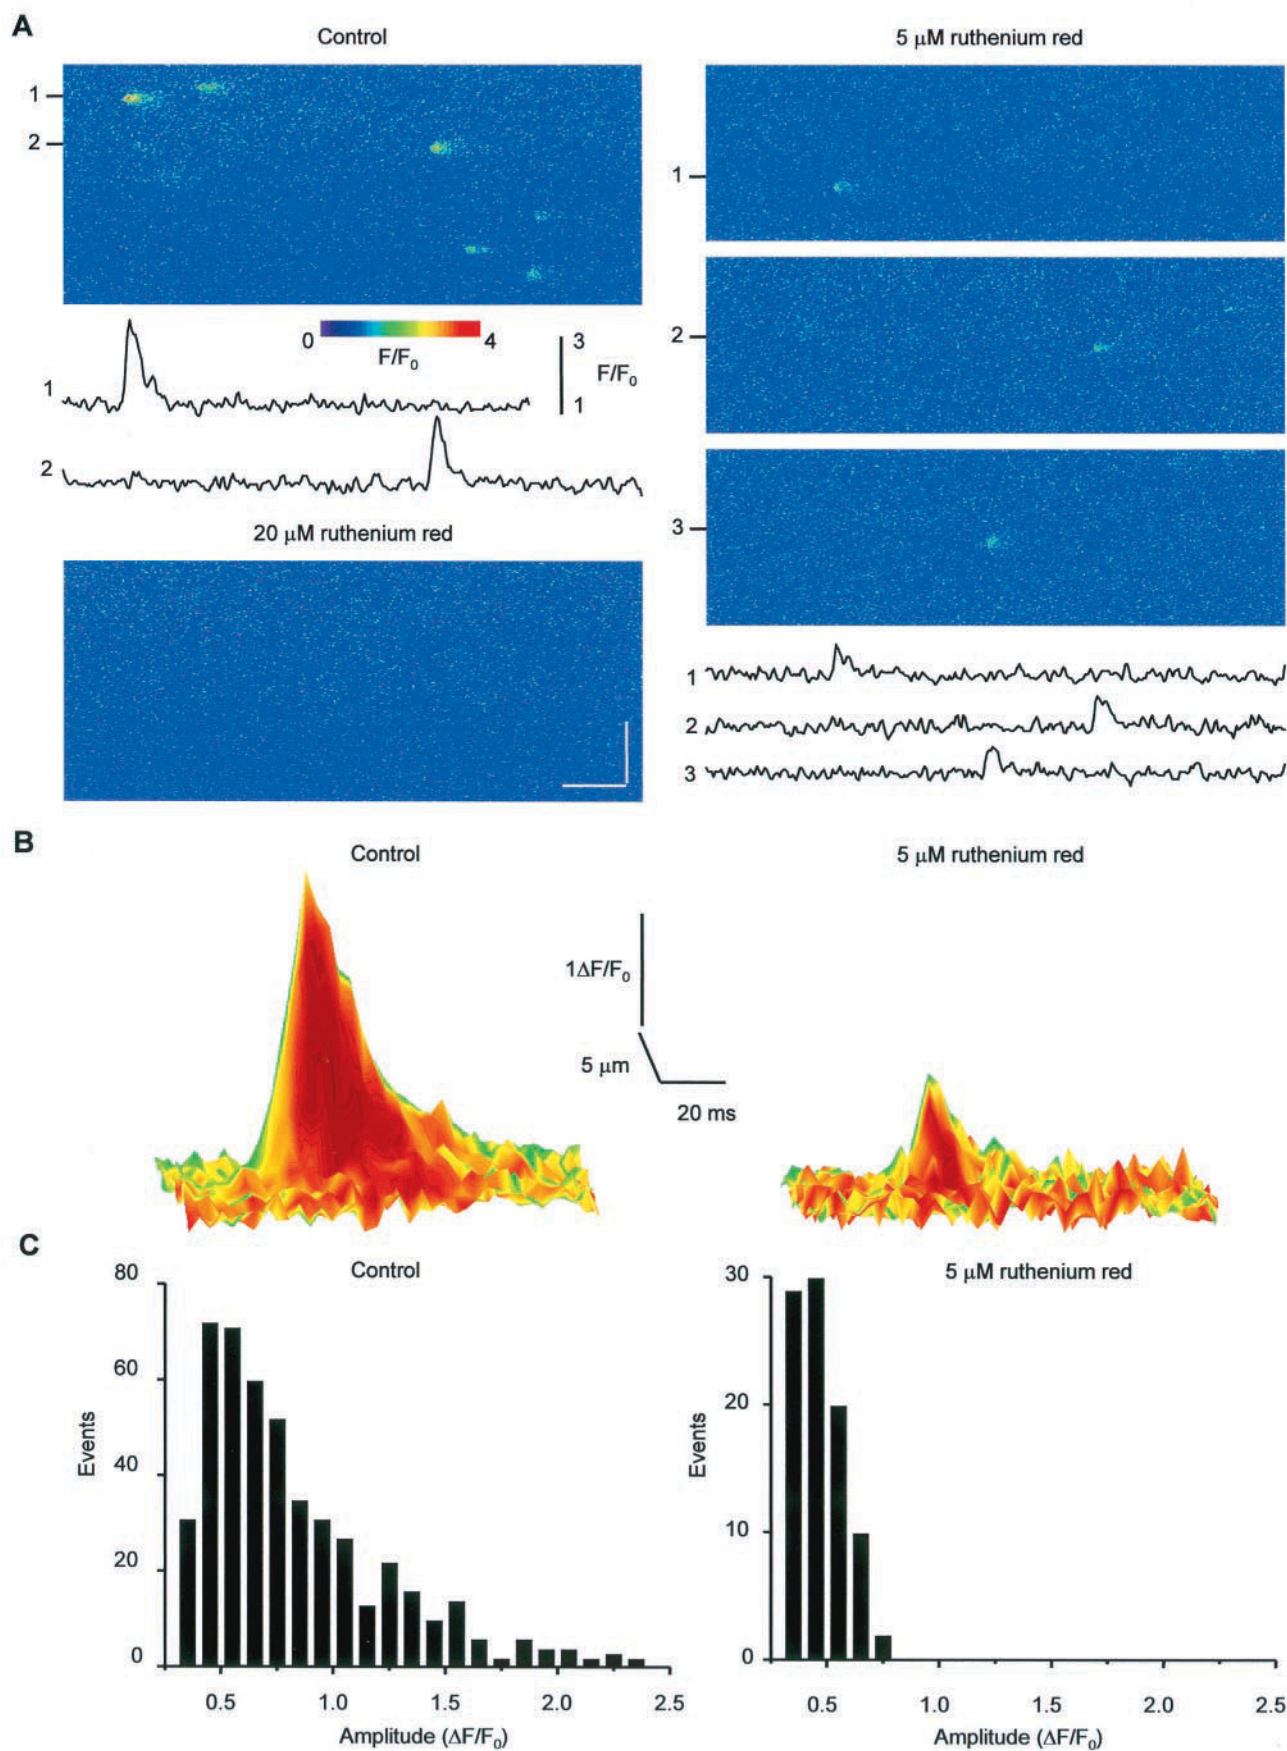 A
Control
1
2
0
4
F/F0
3
F/F0
1
1
2
20 μM ruthenium red
5 μM ruthenium red
1
2
3
1
2
3
B
Control
5 μM ruthenium red
1ΔF/F0
5 μm
20 ms
C
Control
80
60
40
20
0
Events
0.5 1.0 1.5 2.0 2.5
Amplitude (ΔF/F0)
5 μM ruthenium red
30
20
10
0
Events
0.5 1.0 1.5 2.0 2.5
Amplitude (ΔF/F0)